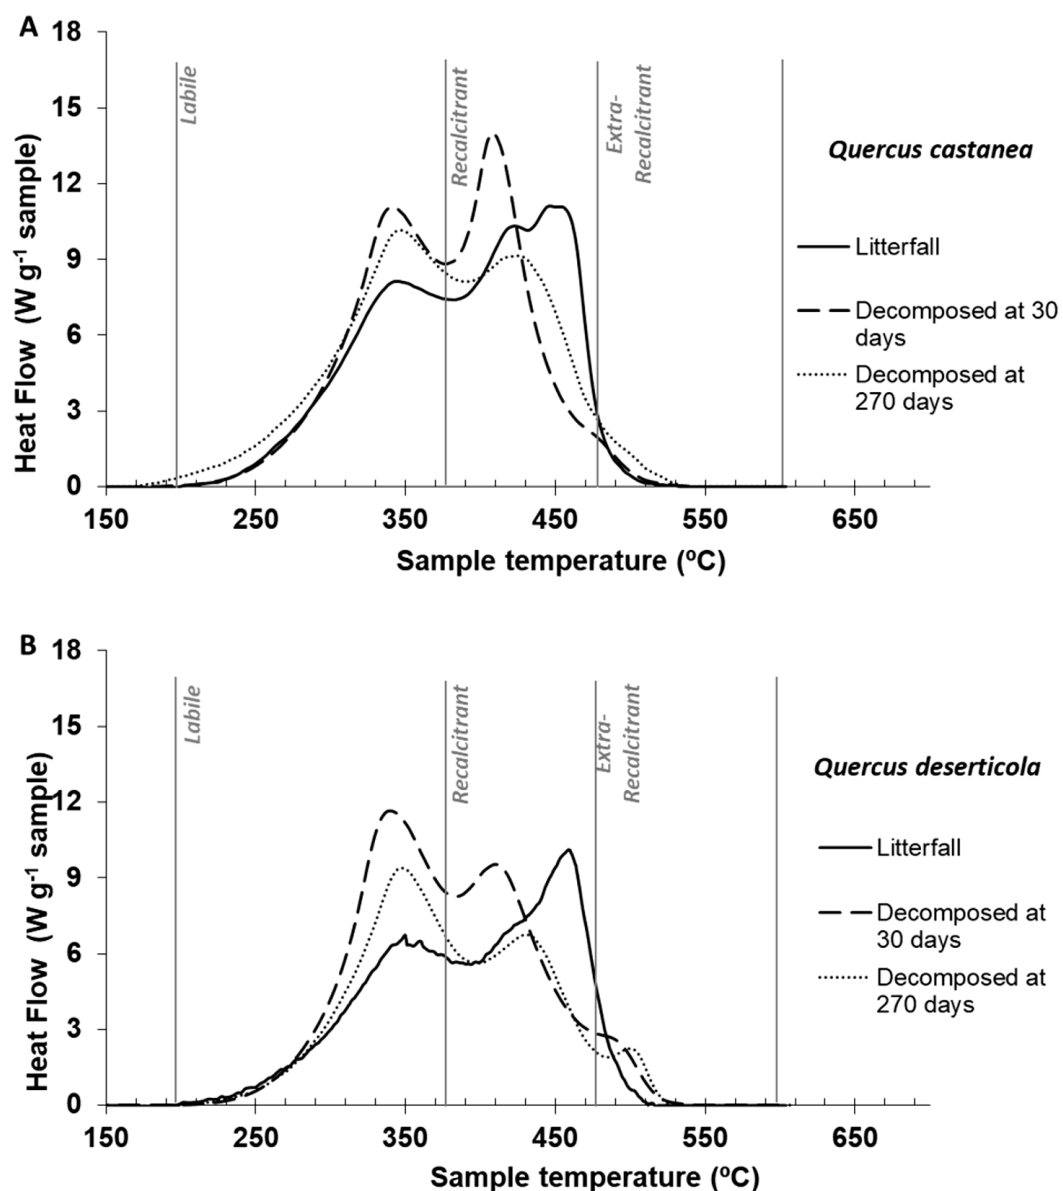 A
18
15
12
9
6
3
0
Heat Flow (W g⁻¹ sample)
Labile
Recalcitrant
Extra-
Recalcitrant
150
250
350
450
550
650
Sample temperature (ºC)
Quercus castanea
Litterfall
Decomposed at 30
days
Decomposed at
270 days
B
18
15
12
9
6
3
0
Heat Flow (W g⁻¹ sample)
Labile
Recalcitrant
Extra-
Recalcitrant
150
250
350
450
550
650
Sample temperature (ºC)
Quercus deserticola
Litterfall
Decomposed at
30 days
Decomposed at
270 days